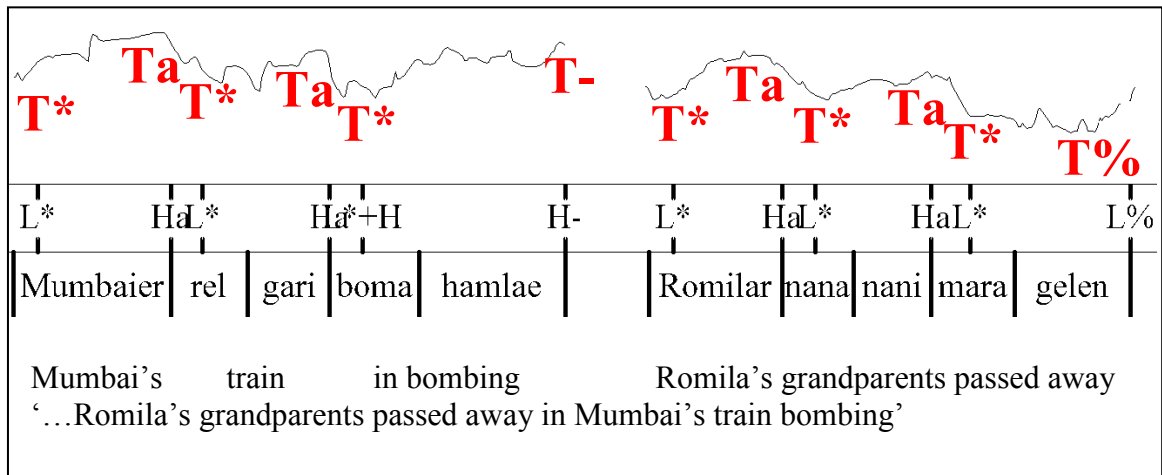 T* Ta T* Ta T* T- T* Ta T* Ta T* T%
L* Ha L* Ha L*+H H- L* Ha L* Ha L* L%
Mumbaier rel gari boma hamlae Romilar nana nani mara gelen
Mumbai's train in bombing Romila's grandparents passed away
‘…Romila’s grandparents passed away in Mumbai’s train bombing’